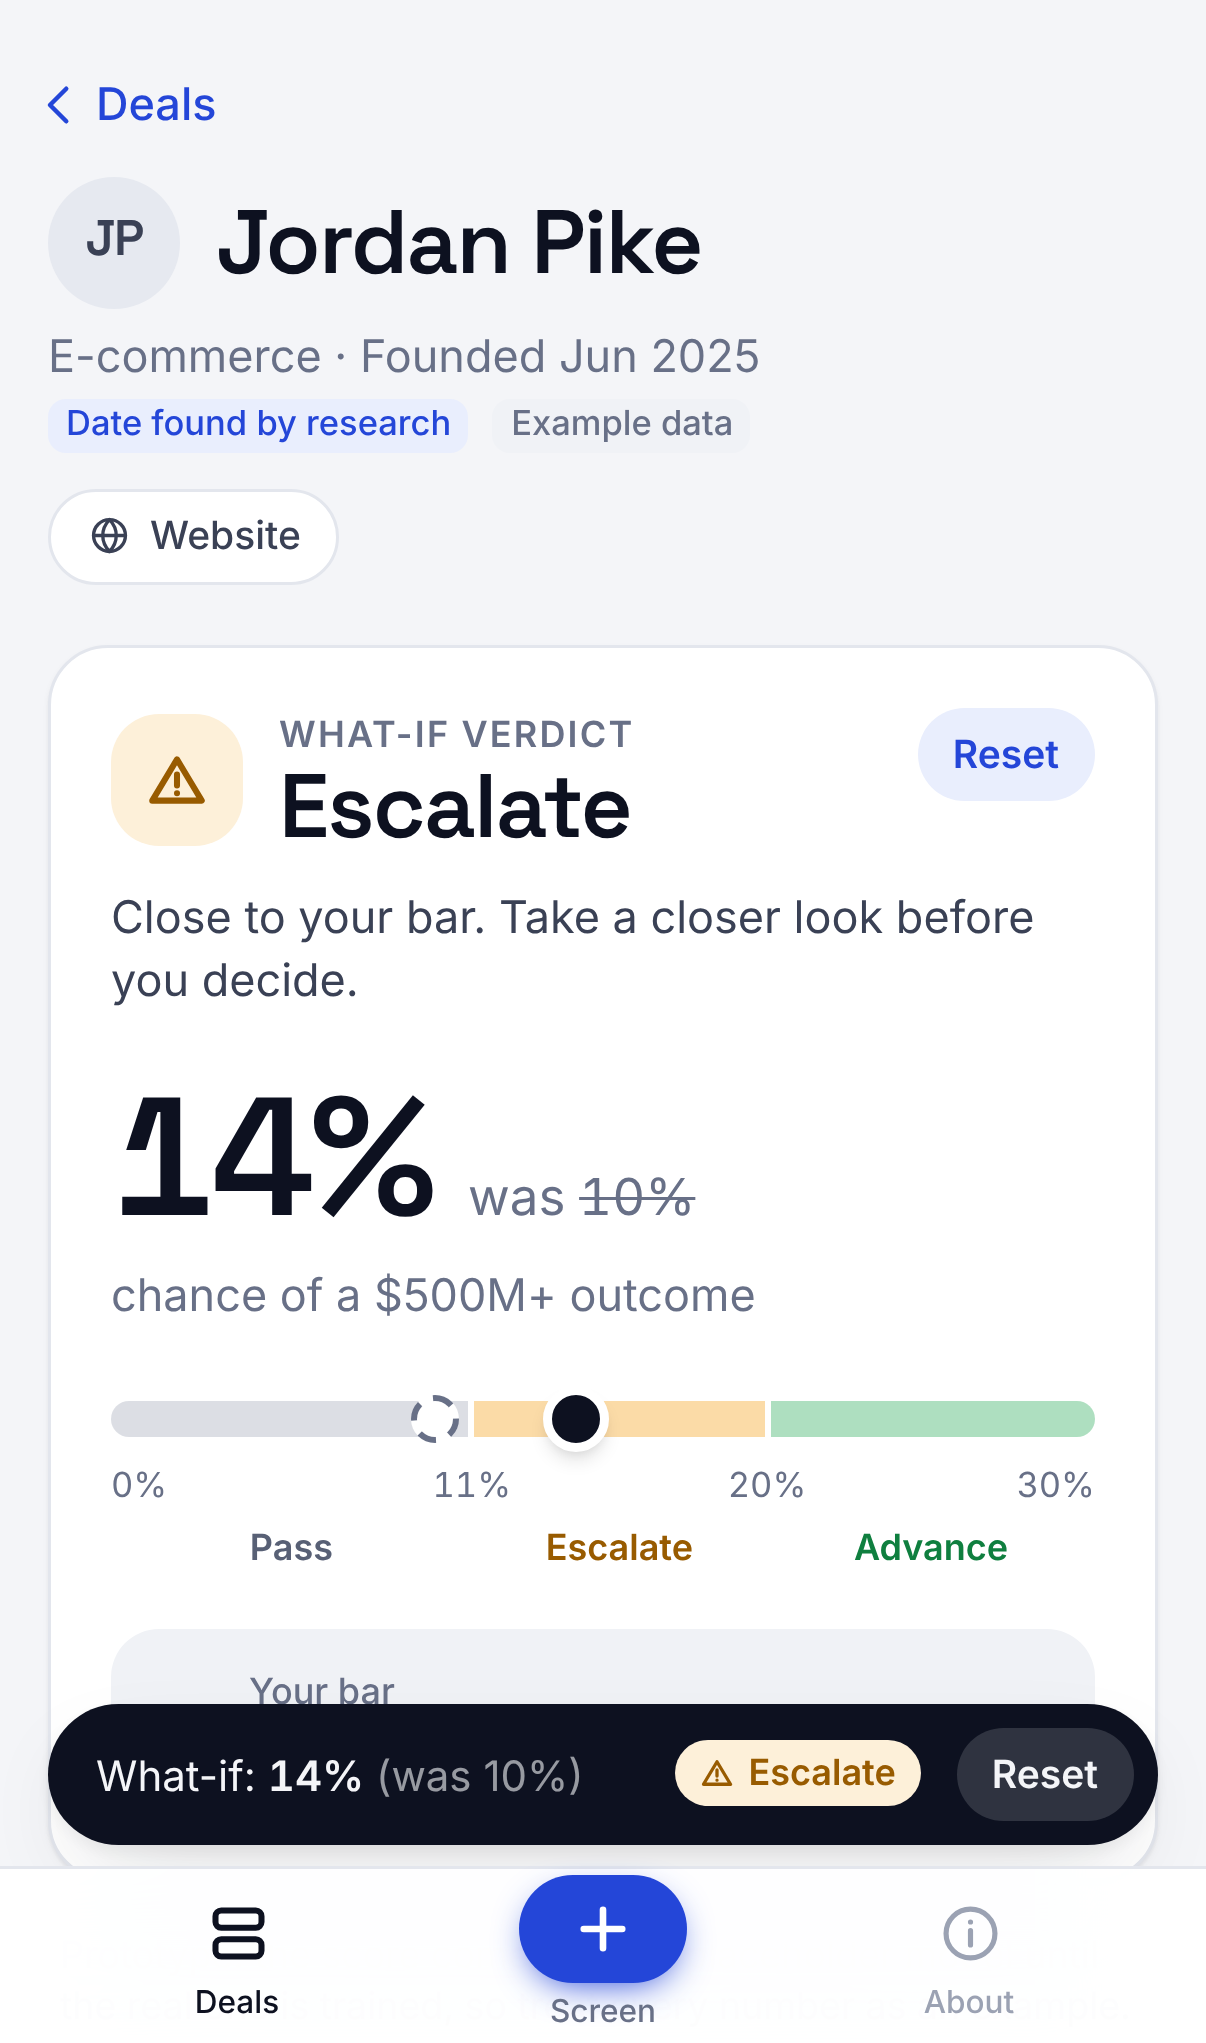 Deals
JP
Jordan Pike
E-commerce · Founded Jun 2025
Date found by research
Example data
Website
WHAT-IF VERDICT
Escalate
Reset
Close to your bar. Take a closer look before
you decide.
14% was 10%
chance of a $500M+ outcome
0% 11% 20% 30%
Pass Escalate Advance
Your bar
What-if: 14% (was 10%) Escalate Reset
Deals Screen About